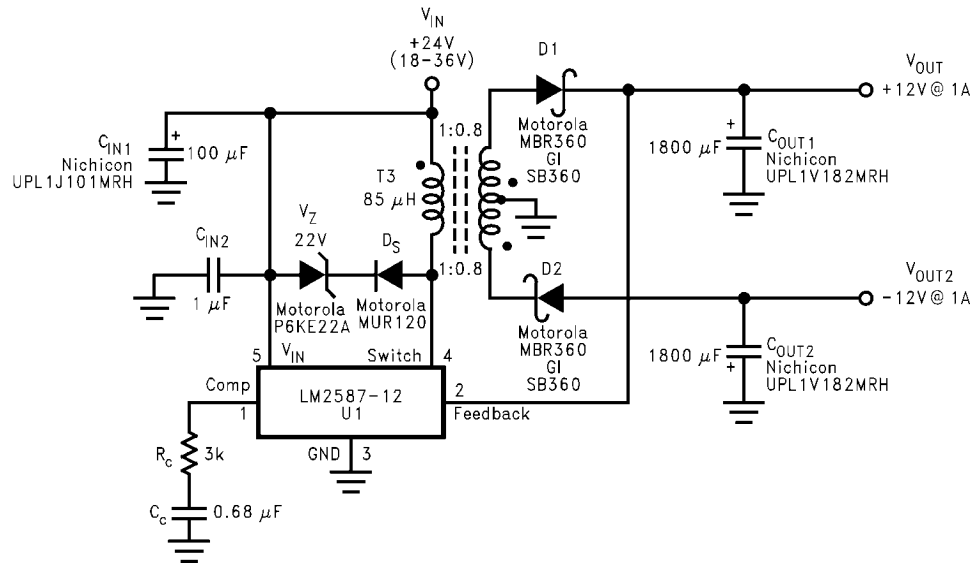 V_IN
+24V
(18-36V)
C_IN1
Nichicon
UPL1J101MRH
+
100 µF
1:0.8
T3
85 µH
1:0.8
D1
Motorola
MBR360
GI
SB360
V_OUT
+12V@ 1A
1800 µF
+
C_OUT1
Nichicon
UPL1V182MRH
C_IN2
1 µF
V_Z
22V
Motorola
P6KE22A
D_S
Motorola
MUR120
D2
Motorola
MBR360
GI
SB360
V_OUT2
-12V@ 1A
1800 µF
+
C_OUT2
Nichicon
UPL1V182MRH
5
V_IN
Switch
4
Comp
1
LM2587-12
U1
2
Feedback
GND
3
R_c
3k
C_c
0.68 µF